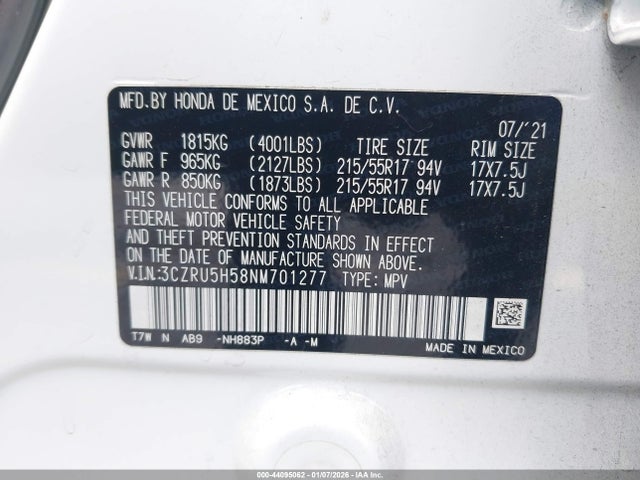 MFD.BY HONDA DE MEXICO S.A. DE C.V.
07/'21
GVWR 1815KG (4001LBS) TIRE SIZE RIM SIZE
GAWR F 965KG (2127LBS) 215/55R17 94V 17X7.5J
GAWR R 850KG (1873LBS) 215/55R17 94V 17X7.5J
THIS VEHICLE CONFORMS TO ALL APPLICABLE
FEDERAL MOTOR VEHICLE SAFETY
AND THEFT PREVENTION STANDARDS IN EFFECT
ON THE DATE OF MANUFACTURE SHOWN ABOVE.
V.I.N:3CZRU5H58NM701277 TYPE: MPV
T7W N AB9 -NH883P -A -M
MADE IN MEXICO
000-44095062 - 01/07/2026 - IAA Inc. Copyright